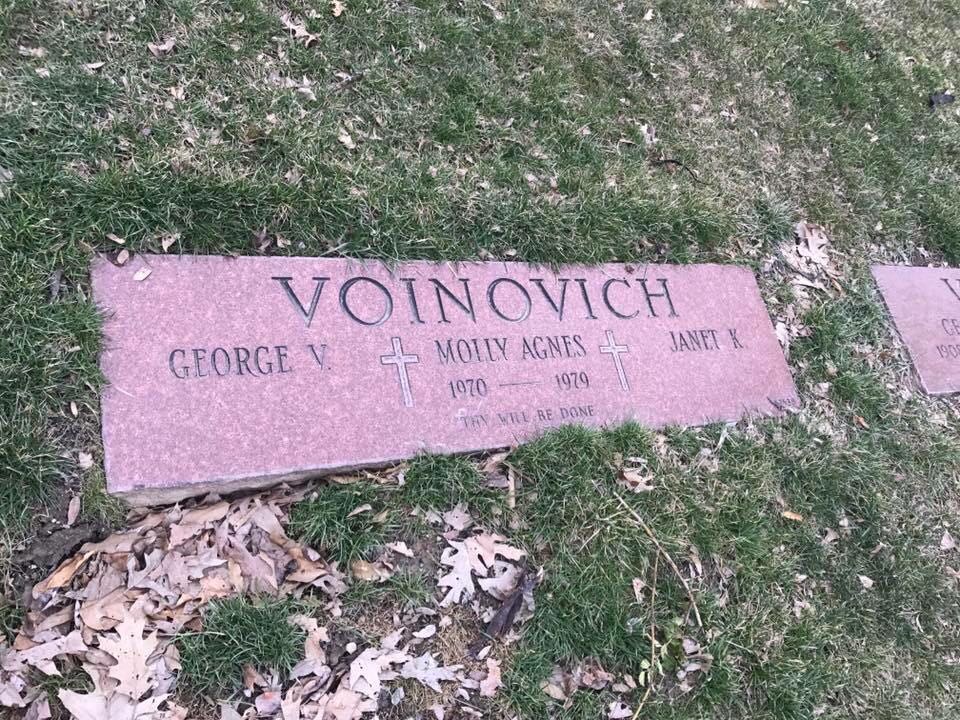 VOINOVICH
GEORGE V. MOLLY AGNES JANET K
1970 — 1979
THY WILL BE DONE